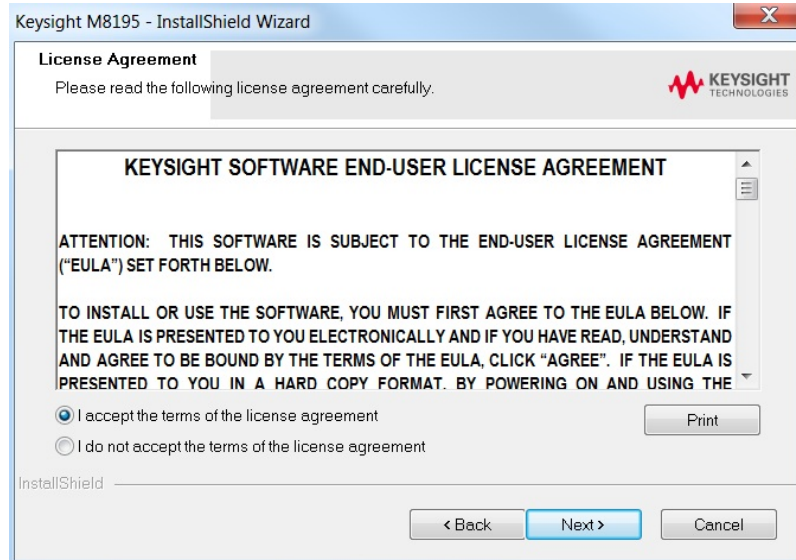 Keysight M8195 - InstallShield Wizard
License Agreement
Please read the following license agreement carefully.
KEYSIGHT
TECHNOLOGIES
KEYSIGHT SOFTWARE END-USER LICENSE AGREEMENT
ATTENTION: THIS SOFTWARE IS SUBJECT TO THE END-USER LICENSE AGREEMENT
(“EULA”) SET FORTH BELOW.
TO INSTALL OR USE THE SOFTWARE, YOU MUST FIRST AGREE TO THE EULA BELOW. IF
THE EULA IS PRESENTED TO YOU ELECTRONICALLY AND IF YOU HAVE READ, UNDERSTAND
AND AGREE TO BE BOUND BY THE TERMS OF THE EULA, CLICK “AGREE”. IF THE EULA IS
PRESENTED TO YOU IN A HARD COPY FORMAT, BY POWERING ON AND USING THE
I accept the terms of the license agreement
Print
I do not accept the terms of the license agreement
InstallShield
< Back
Next >
Cancel